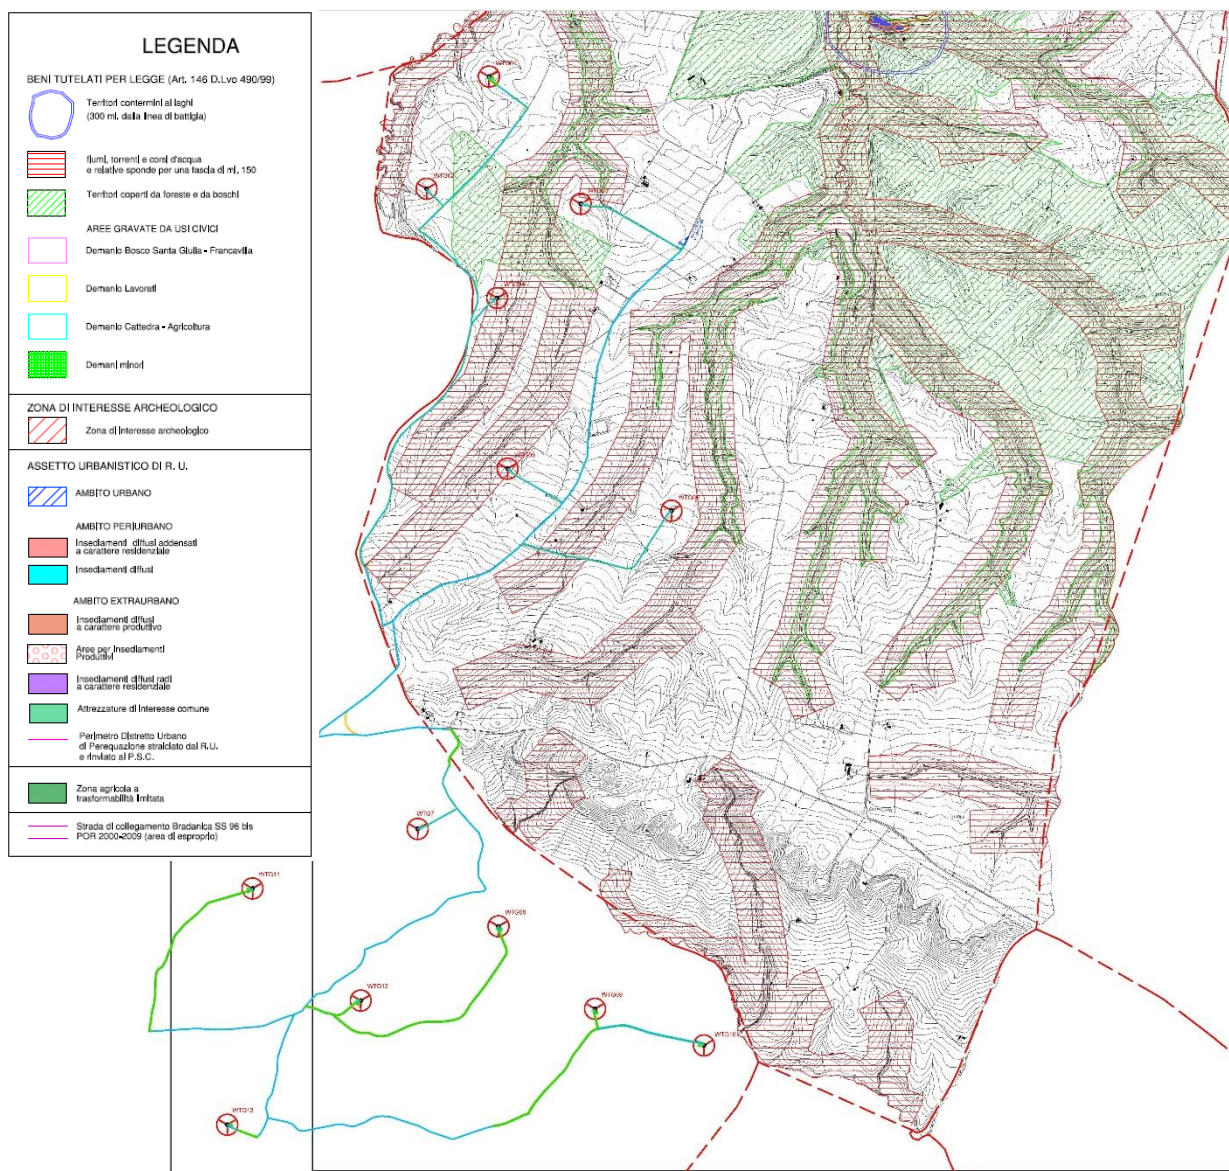 LEGENDA
BENI TUTELATI PER LEGGE (Art. 146 D.Lvo 490/99)
Territori contermini ai laghi
(300 ml. dalla linea di battigia)
fiumi, torrenti e corsi d'acqua
e relative sponde per una fascia di ml. 150
Territori coperti da foreste e da boschi
AREE GRAVATE DA USI CIVICI
Demanio Bosco Santa Giulia - Francavilla
Demanio Lavorati
Demanio Cattedra - Agricoltura
Demani minori
ZONA DI INTERESSE ARCHEOLOGICO
Zona di interesse archeologico
ASSETTO URBANISTICO DI R. U.
AMBITO URBANO
AMBITO PERIURBANO
Insediamenti diffusi addensati
a carattere residenziale
Insediamenti diffusi
AMBITO EXTRAURBANO
Insediamenti diffusi
a carattere produttivo
Aree per Insediamenti
Produttivi
Insediamenti diffusi radi
a carattere residenziale
Attrezzature di interesse comune
Perimetro Distretto Urbano
di Perequazione stralciato dal R.U.
e rinviato al P.S.C.
Zona agricola a
trasformabilità limitata
Strada di collegamento Bradanica SS 96 bis
POR 2000-2009 (area di esproprio)
WTG7
WTG11
WTG08
WTG12
WTG09
WTG10
WTG13